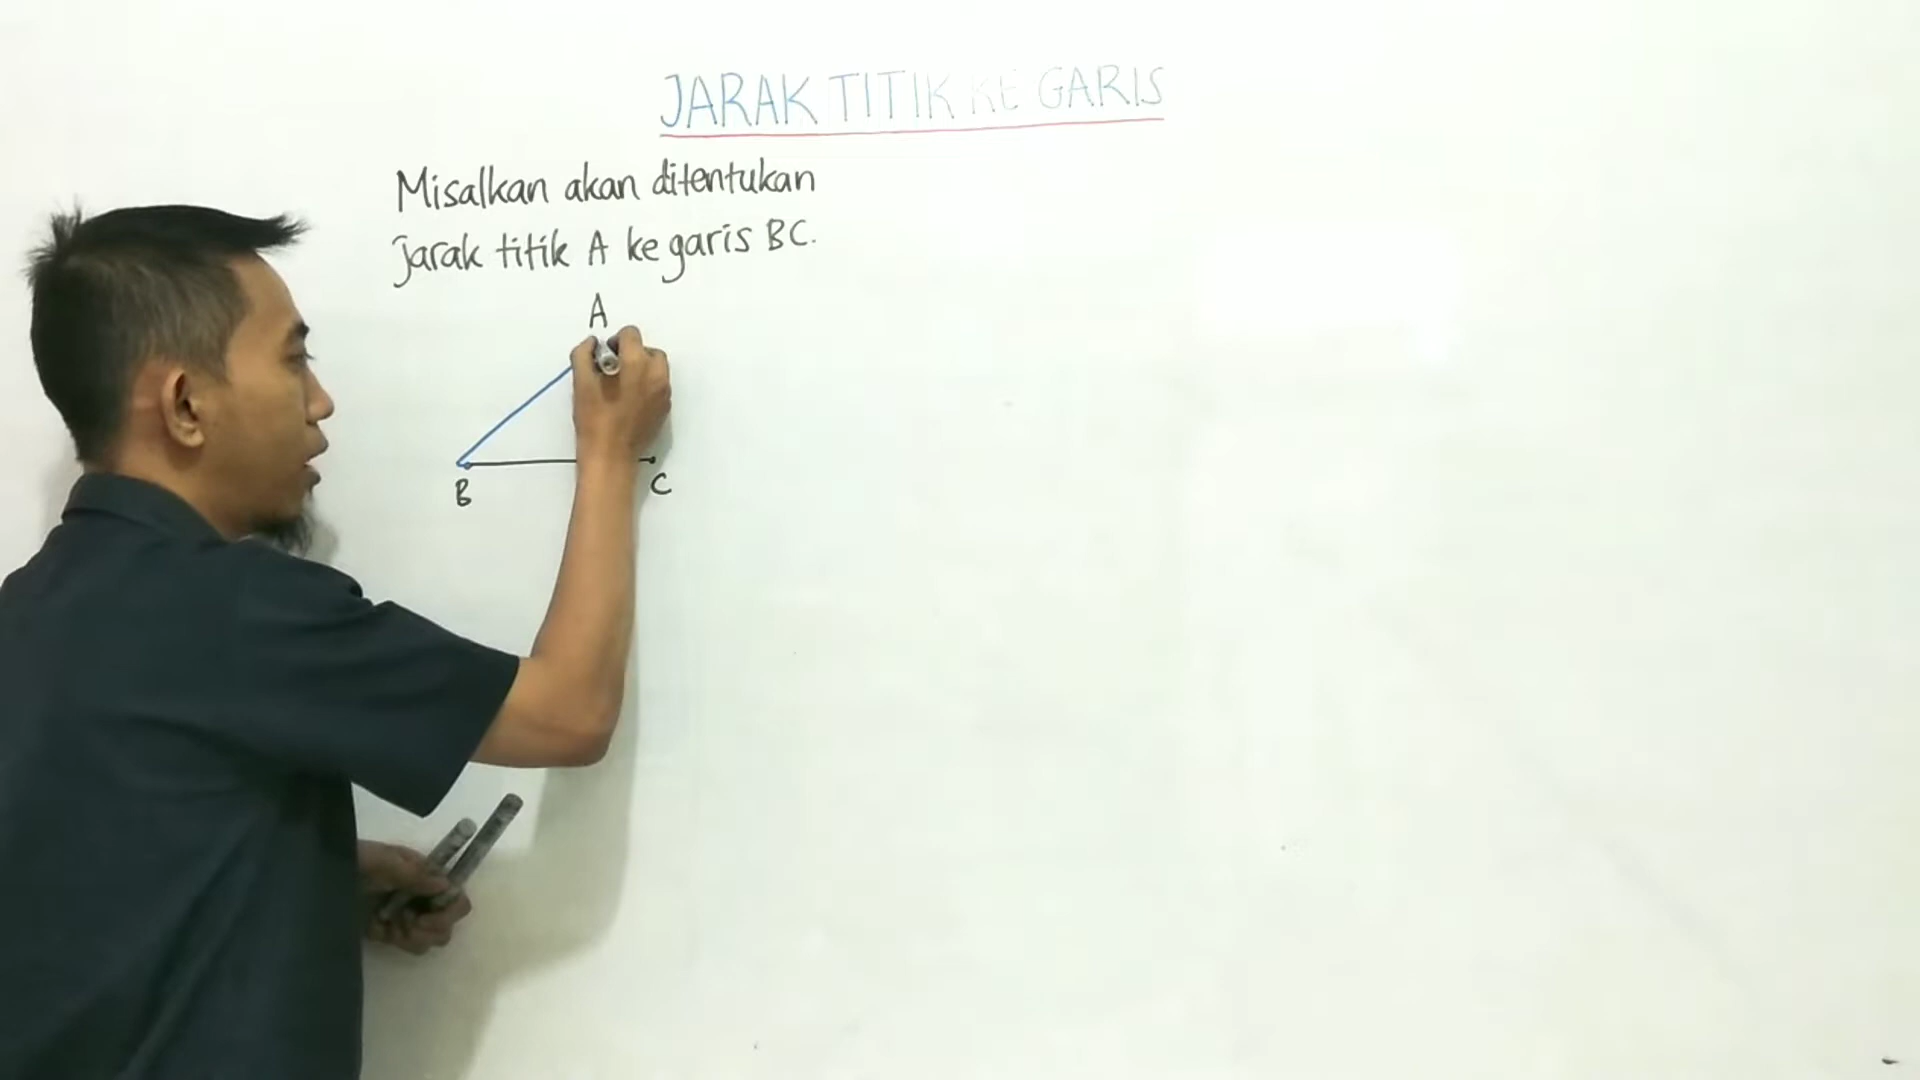 JARAK TITIK KE GARIS
Misalkan akan ditentukan
jarak titik A ke garis BC.
A
B
C